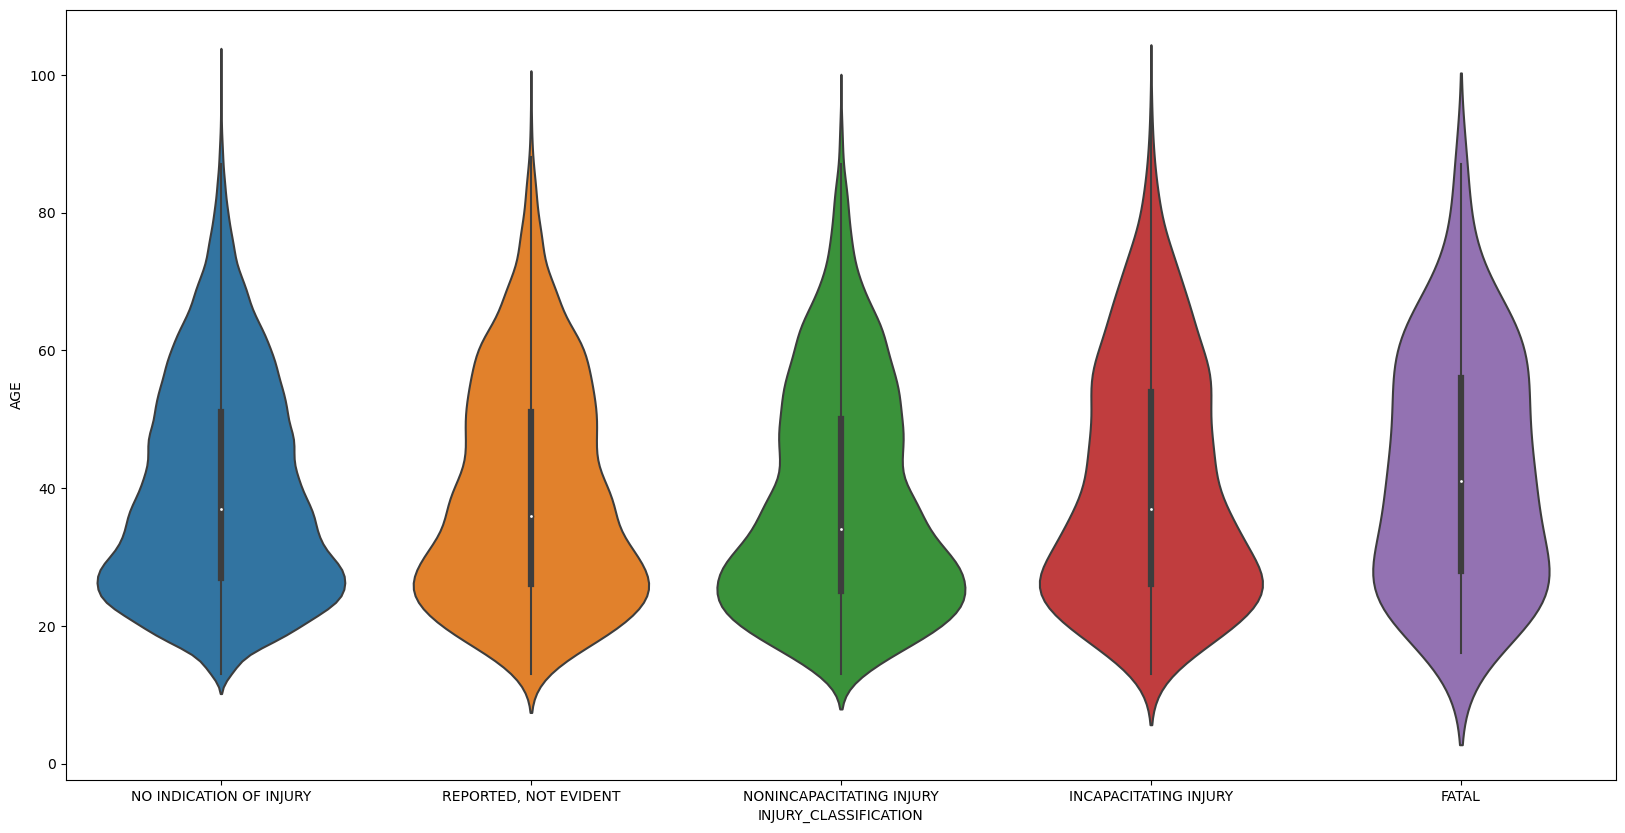 100
80
60
40
20
0
AGE
NO INDICATION OF INJURY
REPORTED, NOT EVIDENT
NONINCAPACITATING INJURY
INCAPACITATING INJURY
FATAL
INJURY_CLASSIFICATION